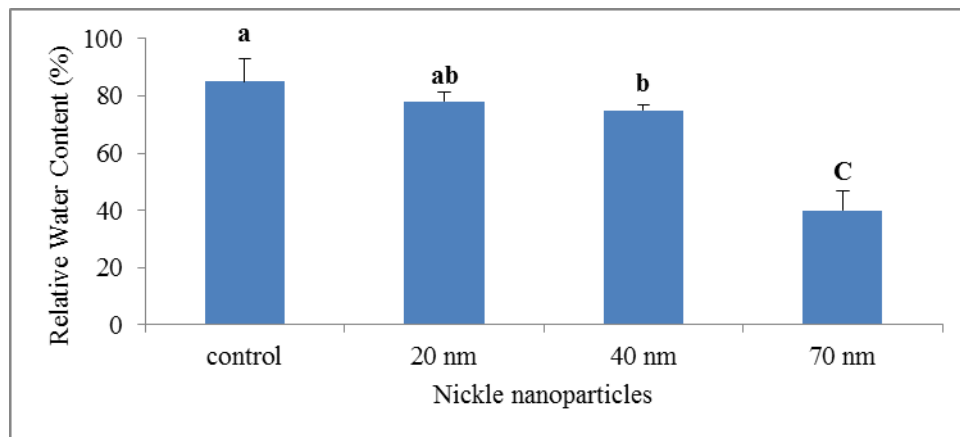 Relative Water Content (%)
100
80
60
40
20
0
a
ab
b
C
control
20 nm
40 nm
70 nm
Nickle nanoparticles